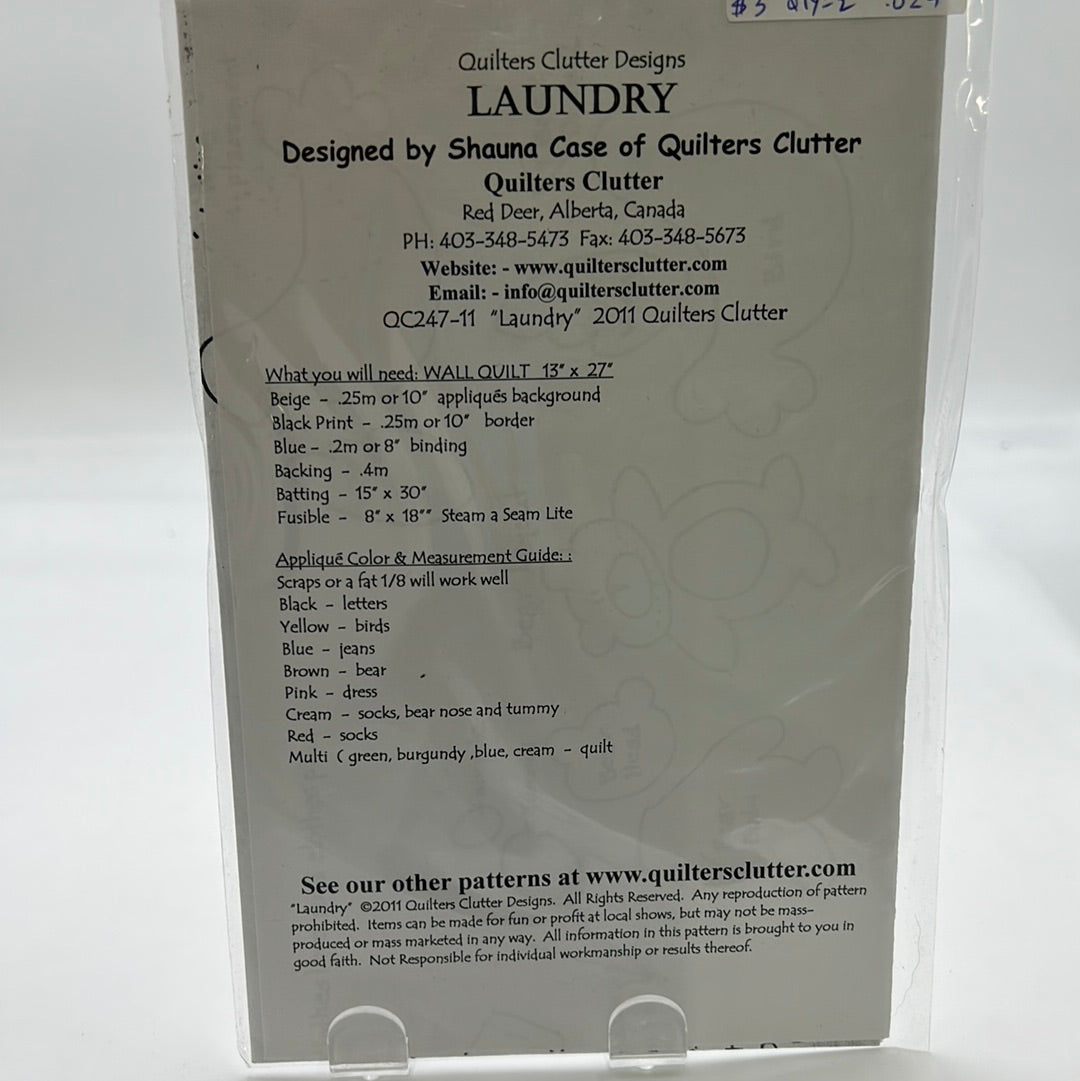 $3 QTY-2 .024
Quilters Clutter Designs
LAUNDRY
Designed by Shauna Case of Quilters Clutter
Quilters Clutter
Red Deer, Alberta, Canada
PH: 403-348-5473 Fax: 403-348-5673
Website: - www.quiltersclutter.com
Email: - info@quiltersclutter.com
QC247-11 "Laundry" 2011 Quilters Clutter
What you will need: WALL QUILT 13" x 27"
Beige - .25m or 10" appliqués background
Black Print - .25m or 10" border
Blue - .2m or 8" binding
Backing - .4m
Batting - 15" x 30"
Fusible - 8" x 18"" Steam a Seam Lite
Appliqué Color & Measurement Guide: :
Scraps or a fat 1/8 will work well
Black - letters
Yellow - birds
Blue - jeans
Brown - bear
Pink - dress
Cream - socks, bear nose and tummy
Red - socks
Multi ( green, burgundy ,blue, cream - quilt
See our other patterns at www.quiltersclutter.com
"Laundry" ©2011 Quilters Clutter Designs. All Rights Reserved. Any reproduction of pattern
prohibited. Items can be made for fun or profit at local shows, but may not be mass-
produced or mass marketed in any way. All information in this pattern is brought to you in
good faith. Not Responsible for individual workmanship or results thereof.